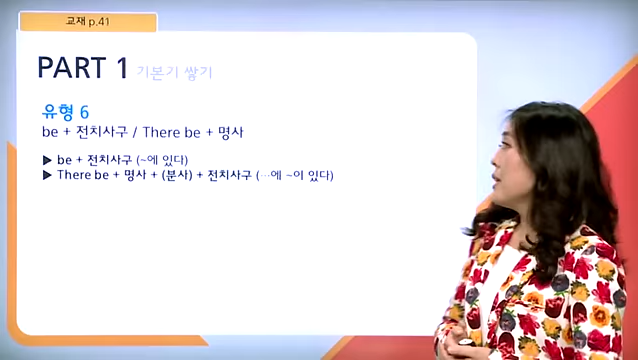 교재 p.41
PART 1 기본기 쌓기
유형 6
be + 전치사구 / There be + 명사
▶ be + 전치사구 (~에 있다)
▶ There be + 명사 + (분사) + 전치사구 (…에 ~이 있다)